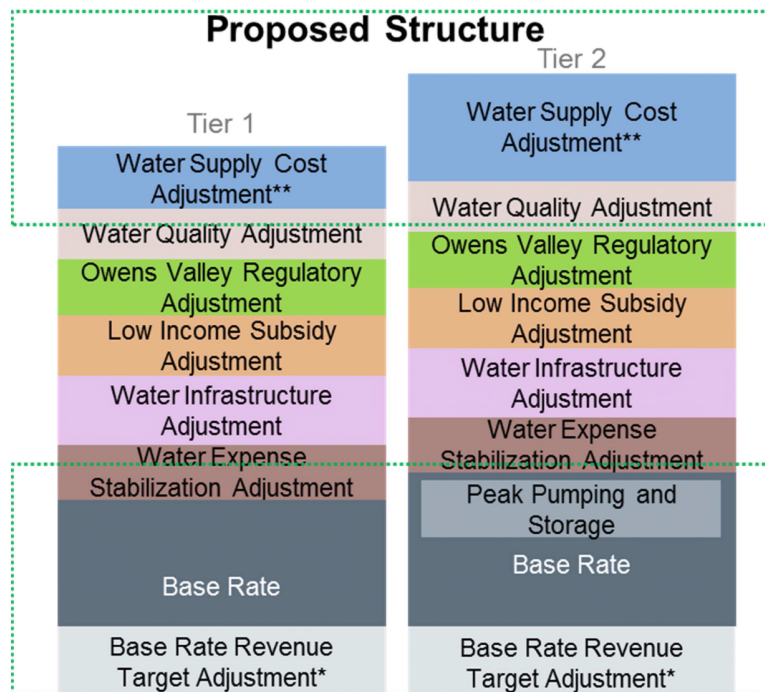 Proposed Structure
Tier 1
Water Supply Cost
Adjustment**
Water Quality Adjustment
Owens Valley Regulatory
Adjustment
Low Income Subsidy
Adjustment
Water Infrastructure
Adjustment
Water Expense
Stabilization Adjustment
Base Rate
Base Rate Revenue
Target Adjustment*
Tier 2
Water Supply Cost
Adjustment**
Water Quality Adjustment
Owens Valley Regulatory
Adjustment
Low Income Subsidy
Adjustment
Water Infrastructure
Adjustment
Water Expense
Stabilization Adjustment
Peak Pumping and
Storage
Base Rate
Base Rate Revenue
Target Adjustment*